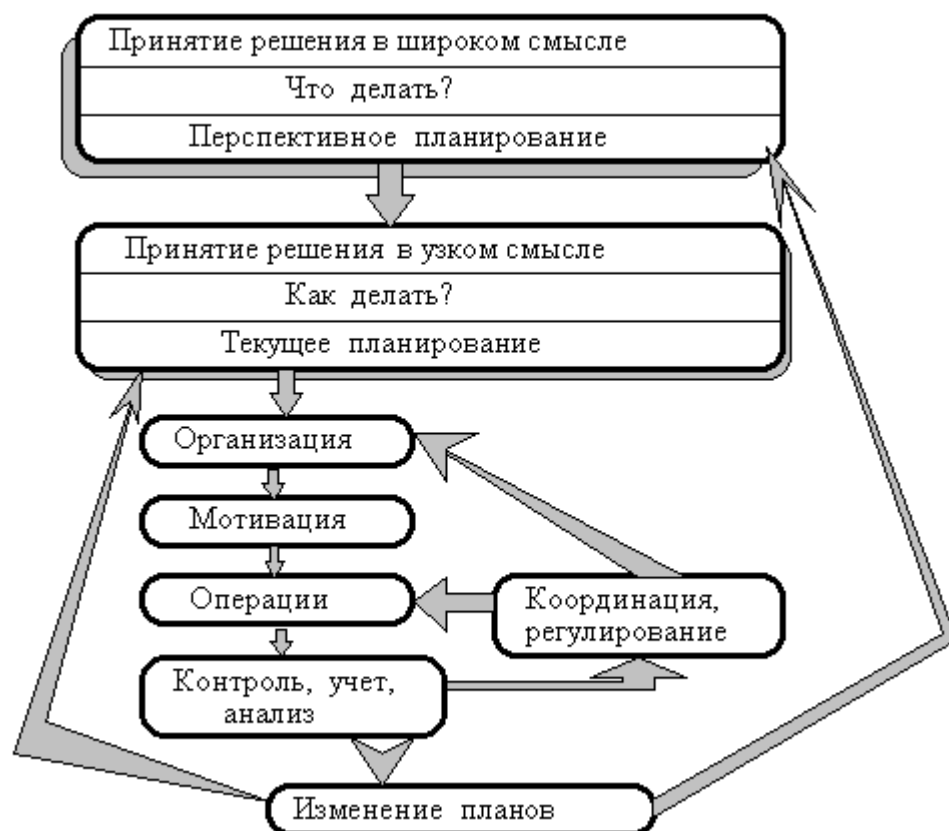 Принятие решения в широком смысле
Что делать?
Перспективное планирование
Принятие решения в узком смысле
Как делать?
Текущее планирование
Организация
Мотивация
Операции
Координация,
регулирование
Контроль, учет,
анализ
Изменение планов